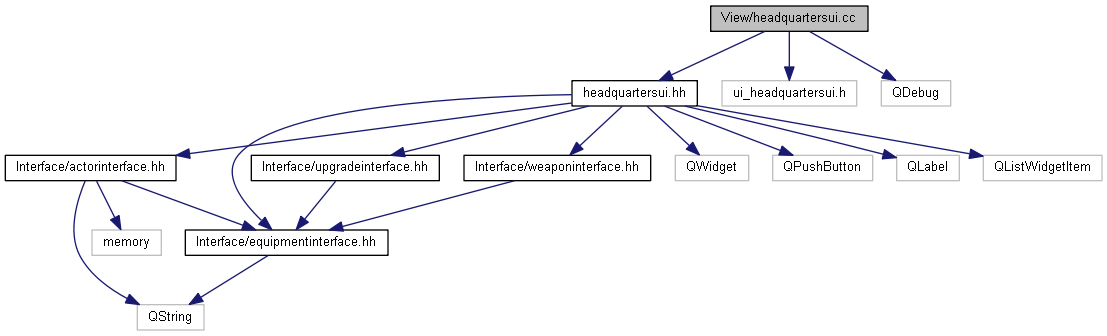 View/headquartersui.cc
headquartersui.hh
ui_headquartersui.h
QDebug
Interface/actorinterface.hh
Interface/upgradeinterface.hh
Interface/weaponinterface.hh
QWidget
QPushButton
QLabel
QListWidgetItem
memory
Interface/equipmentinterface.hh
QString